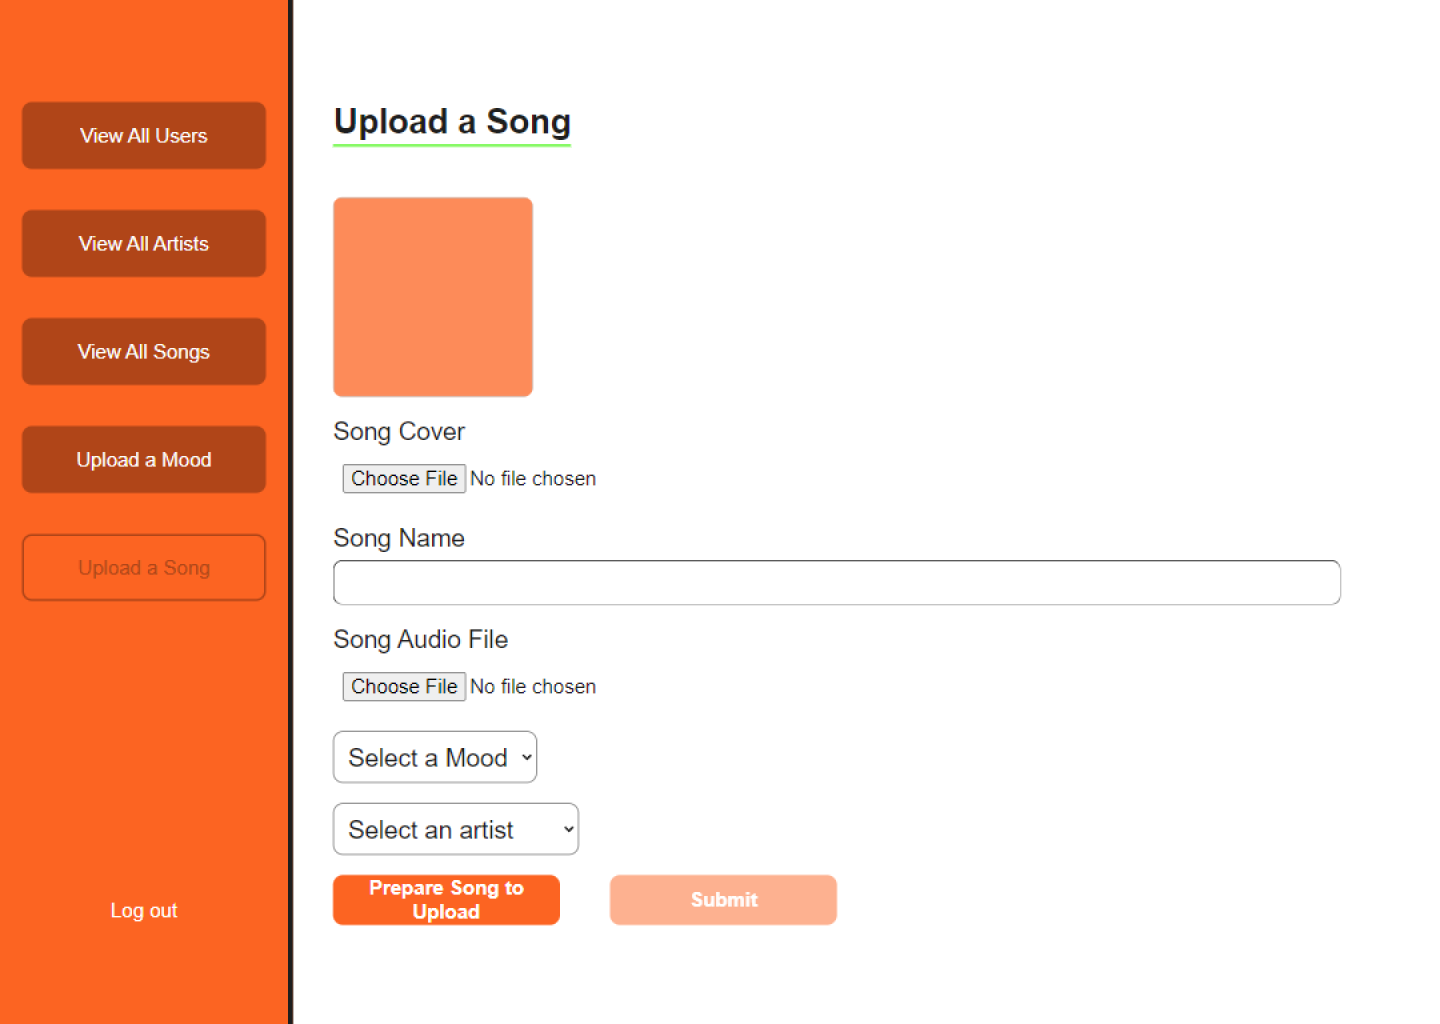 View All Users
View All Artists
View All Songs
Upload a Mood
Upload a Song
Log out
Upload a Song
Song Cover
Choose File No file chosen
Song Name
Song Audio File
Choose File No file chosen
Select a Mood
Select an artist
Prepare Song to
Upload
Submit